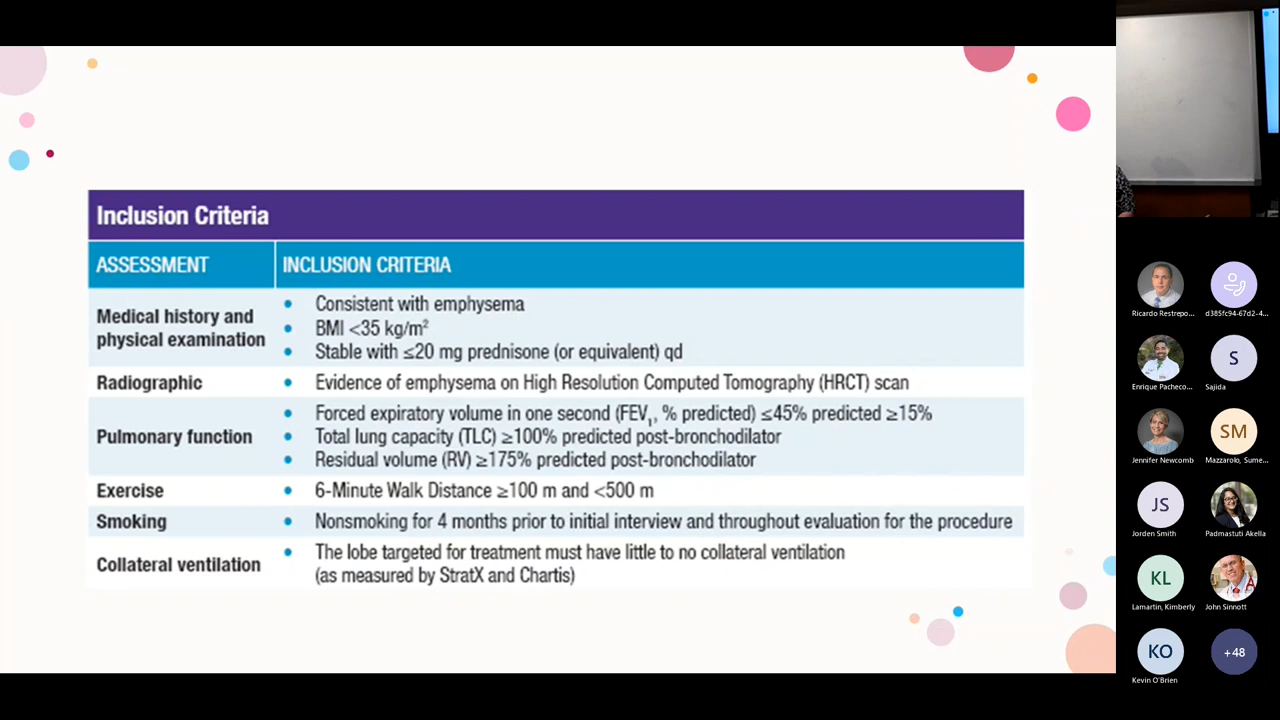 Inclusion Criteria
ASSESSMENT
INCLUSION CRITERIA
Medical history and
physical examination
• Consistent with emphysema
• BMI <35 kg/m²
• Stable with ≤20 mg prednisone (or equivalent) qd
Radiographic
• Evidence of emphysema on High Resolution Computed Tomography (HRCT) scan
Pulmonary function
• Forced expiratory volume in one second (FEV₁, % predicted) ≤45% predicted ≥15%
• Total lung capacity (TLC) ≥100% predicted post-bronchodilator
• Residual volume (RV) ≥175% predicted post-bronchodilator
Exercise
• 6-Minute Walk Distance ≥100 m and <500 m
Smoking
• Nonsmoking for 4 months prior to initial interview and throughout evaluation for the procedure
Collateral ventilation
• The lobe targeted for treatment must have little to no collateral ventilation
(as measured by StratX and Chartis)
Ricardo Restrepo...
d385fc94-67d2-4...
Enrique Pacheco...
S
Sajida
Jennifer Newcomb
SM
Mazzarolo, Sume...
JS
Jorden Smith
Padmastuti Akella
KL
Lamartin, Kimberly
A
John Sinnott
KO
Kevin O'Brien
+48